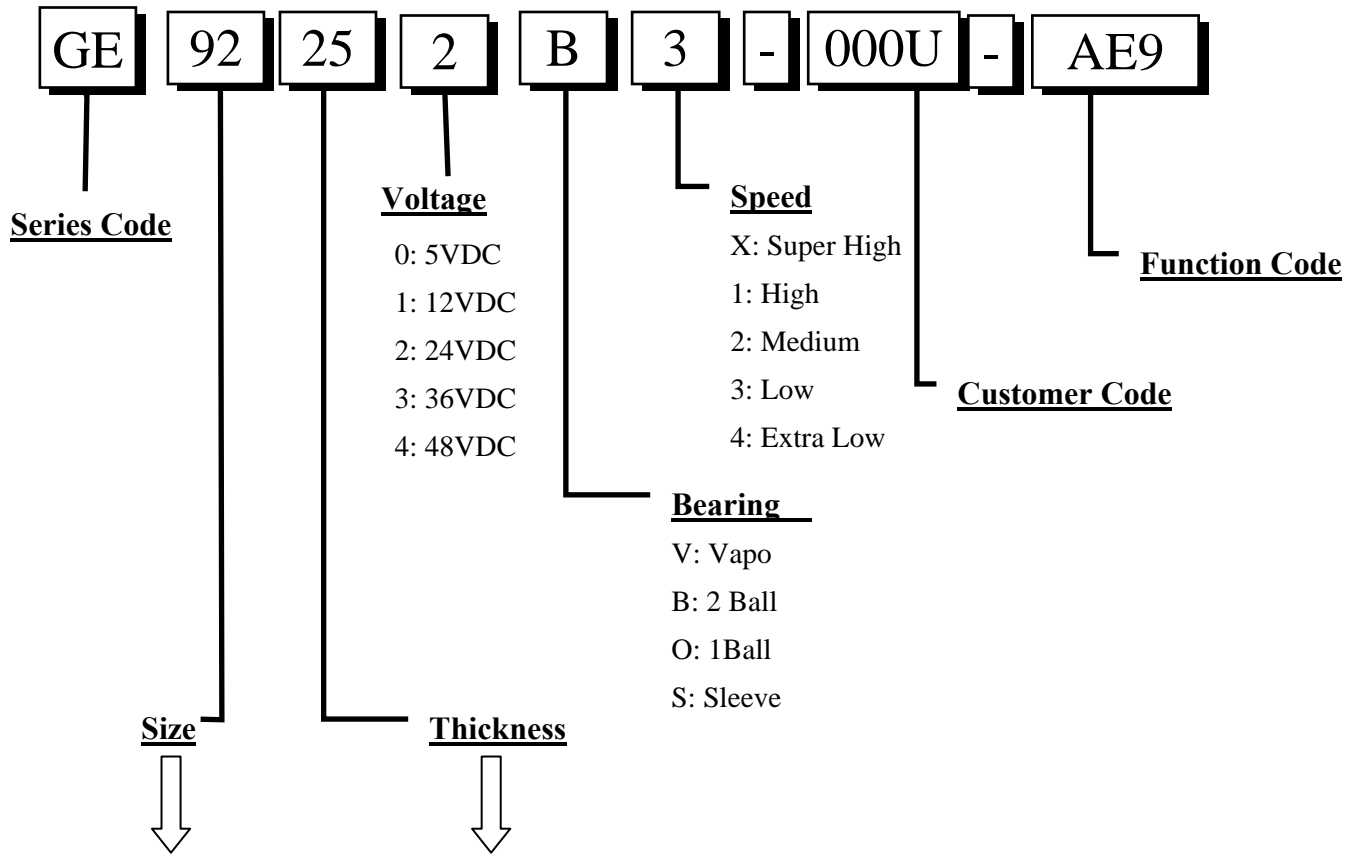 GE 92 25 2 B 3 - 000U - AE9
Series Code
Voltage
0: 5VDC
1: 12VDC
2: 24VDC
3: 36VDC
4: 48VDC
Speed
X: Super High
1: High
2: Medium
3: Low
4: Extra Low
Function Code
Customer Code
Bearing
V: Vapo
B: 2 Ball
O: 1Ball
S: Sleeve
Size
Thickness